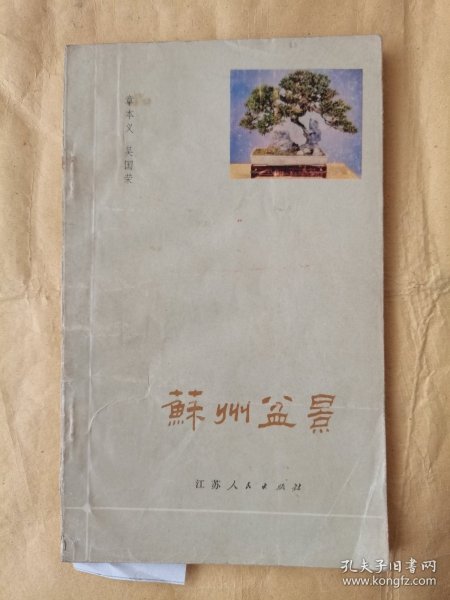 章本义 吴国荣
蘇州盆景
江苏人民出版社
孔夫子旧书网
www.kongfz.com